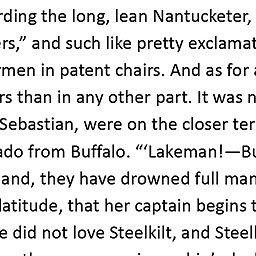 rding the long, lean Nantucketer,
rs,” and such like pretty exclamat
rmen in patent chairs. And as for a
rs than in any other part. It was n
Sebastian, were on the closer ter
ado from Buffalo. “‘Lakeman!—Bu
and, they have drowned full man
latitude, that her captain begins t
e did not love Steelkilt, and Steel